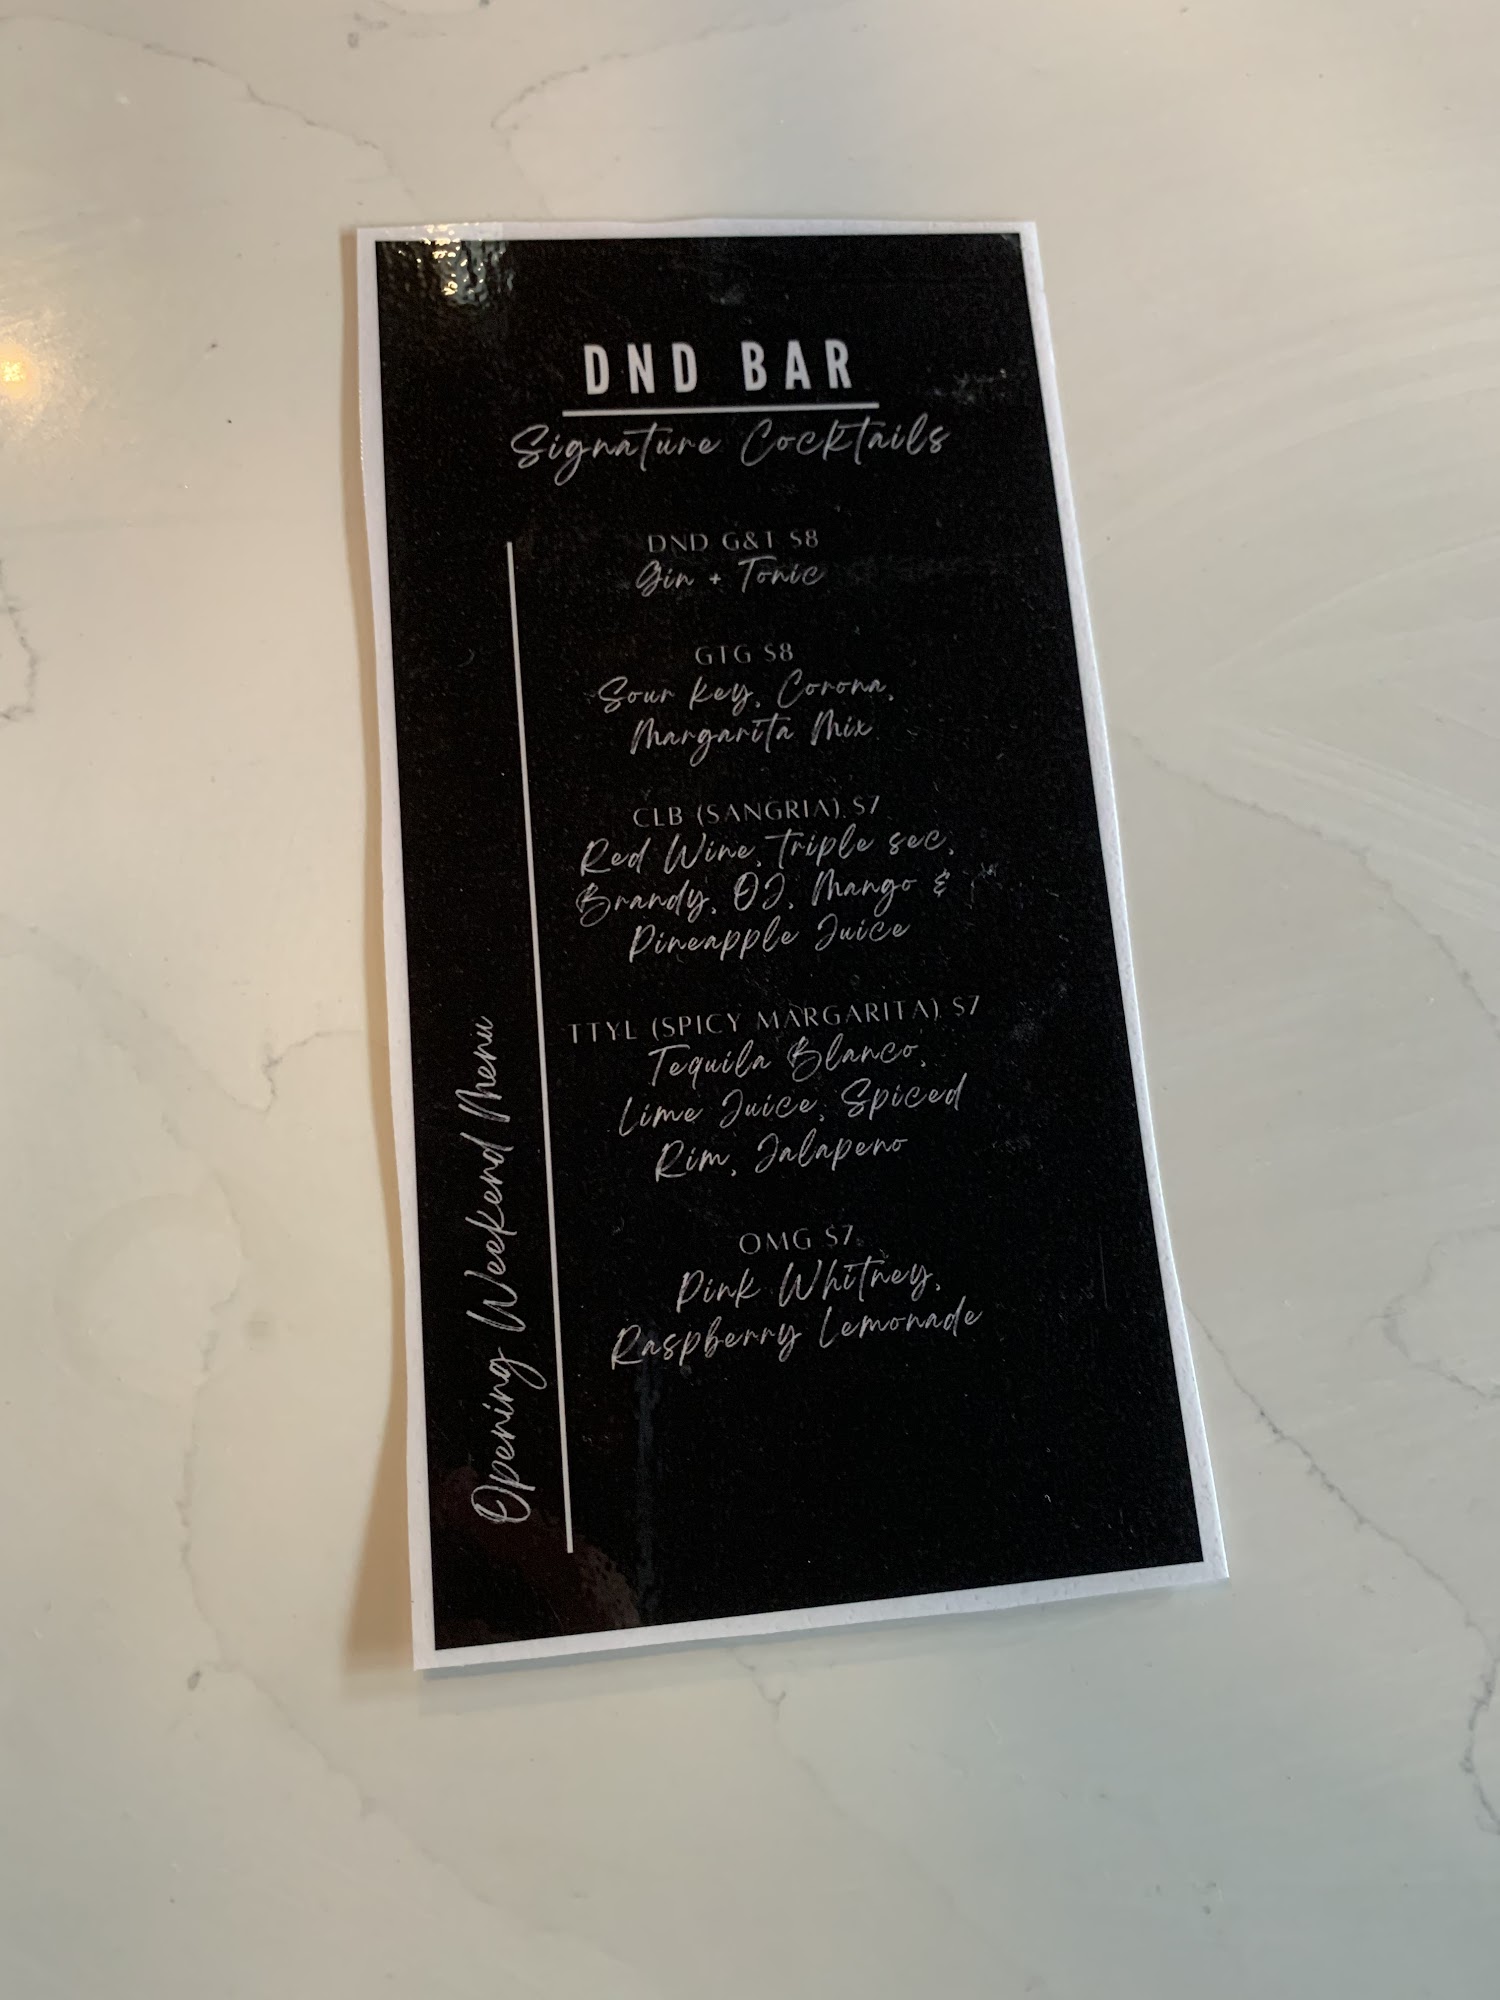 DND BAR
Signature Cocktails
DND G&T $8
Gin + Tonic
GTG $8
Sour Key, Corona,
Margarita Mix
CLB (SANGRIA) $7
Red Wine, Triple sec,
Brandy, OJ, Mango &
Pineapple Juice
TTYL (SPICY MARGARITA) $7
Tequila Blanco,
Lime Juice, Spiced
Rim, Jalapeno
OMG $7
Pink Whitney,
Raspberry Lemonade
Opening Weekend Menu